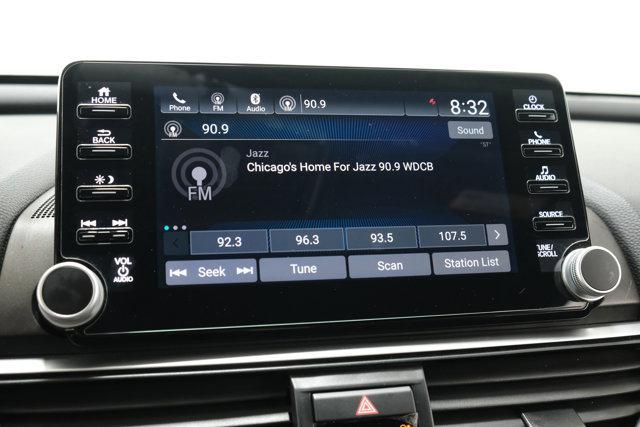 HOME
BACK
VOL
AUDIO
Phone FM Audio 90.9 8:32
FM 90.9 Sound
"ST"
Jazz
Chicago's Home For Jazz 90.9 WDCB
FM
92.3 96.3 93.5 107.5
Seek Tune Scan Station List
CLOCK
PHONE
AUDIO
SOURCE
TUNE/
SCROLL